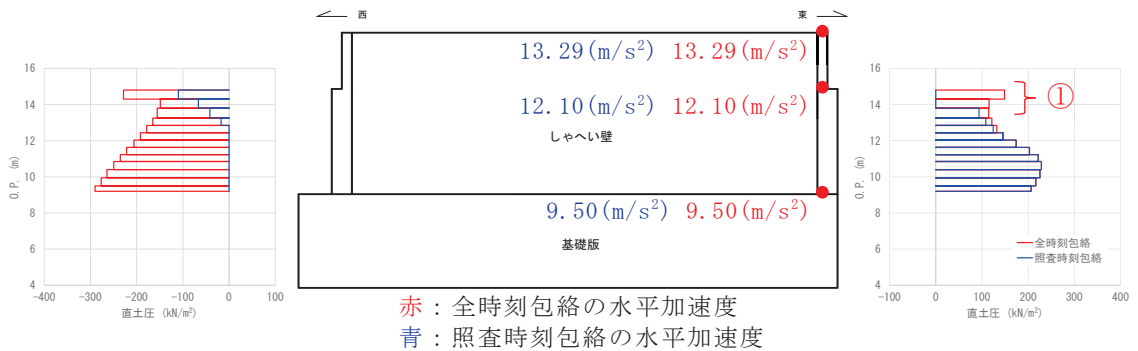 西
東
13.29(m/s²) 13.29(m/s²)
12.10(m/s²) 12.10(m/s²)
しゃへい壁
9.50(m/s²) 9.50(m/s²)
基礎版
赤：全時刻包絡の水平加速度
青：照査時刻包絡の水平加速度
16
14
12
10
8
6
4
O.P. (m)
-400 -300 -200 -100 0 100
直土圧 (kN/m²)
16
14
12
10
8
6
4
O.P. (m)
①
全時刻包絡
照査時刻包絡
-100 0 100 200 300 400
直土圧 (kN/m²)